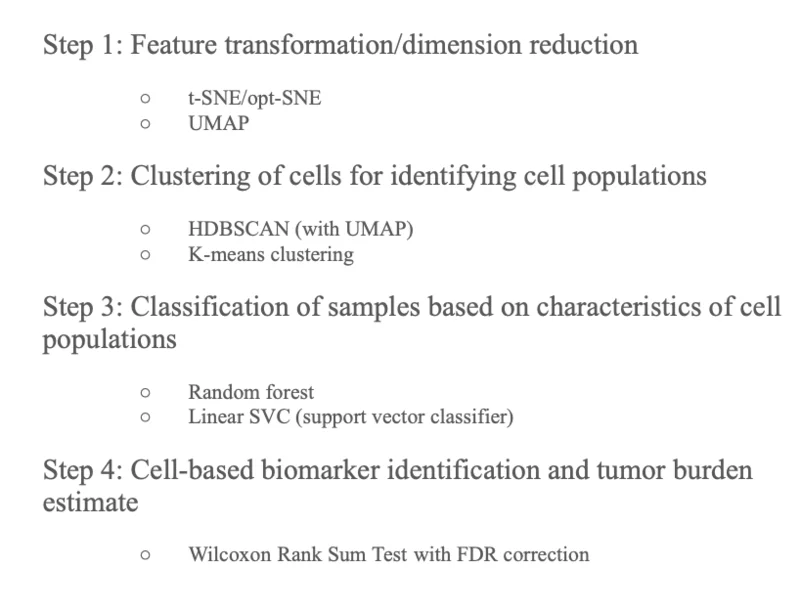 Step 1: Feature transformation/dimension reduction
○ t-SNE/opt-SNE
○ UMAP
Step 2: Clustering of cells for identifying cell populations
○ HDBSCAN (with UMAP)
○ K-means clustering
Step 3: Classification of samples based on characteristics of cell
populations
○ Random forest
○ Linear SVC (support vector classifier)
Step 4: Cell-based biomarker identification and tumor burden
estimate
○ Wilcoxon Rank Sum Test with FDR correction